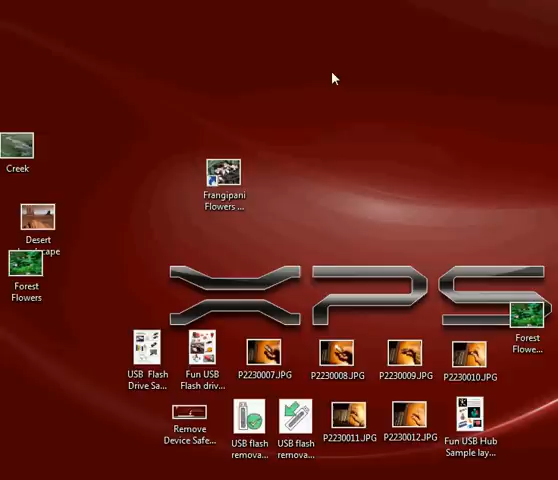 Creek
Frangipani
Flowers ...
Desert
Landscape
Forest
Flowers
XPS
Forest
Flowe...
USB Flash
Drive Sa...
Fun USB
Flash driv...
P2230007.JPG
P2230008.JPG
P2230009.JPG
P2230010.JPG
Remove
Device Safe...
USB flash
remova...
USB flash
remova...
P2230011.JPG
P2230012.JPG
Fun USB Hub
Sample lay...